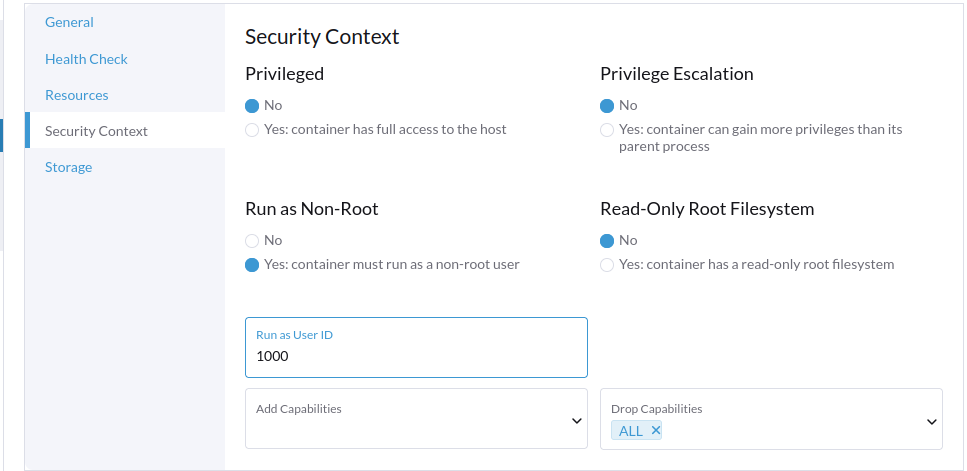 General
Health Check
Resources
Security Context
Storage
Security Context
Privileged
No
Yes: container has full access to the host
Privilege Escalation
No
Yes: container can gain more privileges than its
parent process
Run as Non-Root
No
Yes: container must run as a non-root user
Read-Only Root Filesystem
No
Yes: container has a read-only root filesystem
Run as User ID
1000
Add Capabilities
Drop Capabilities
ALL